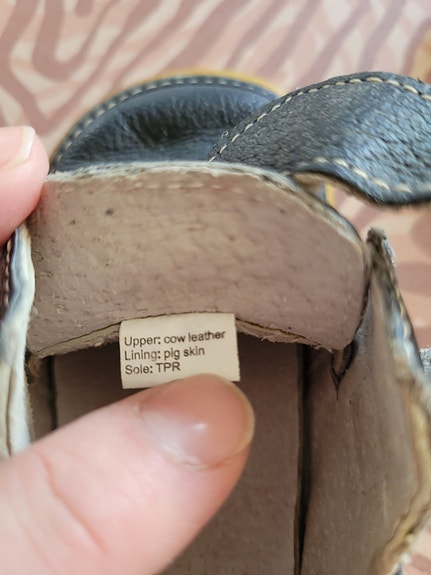 Upper: cow leather
Lining: pig skin
Sole: TPR